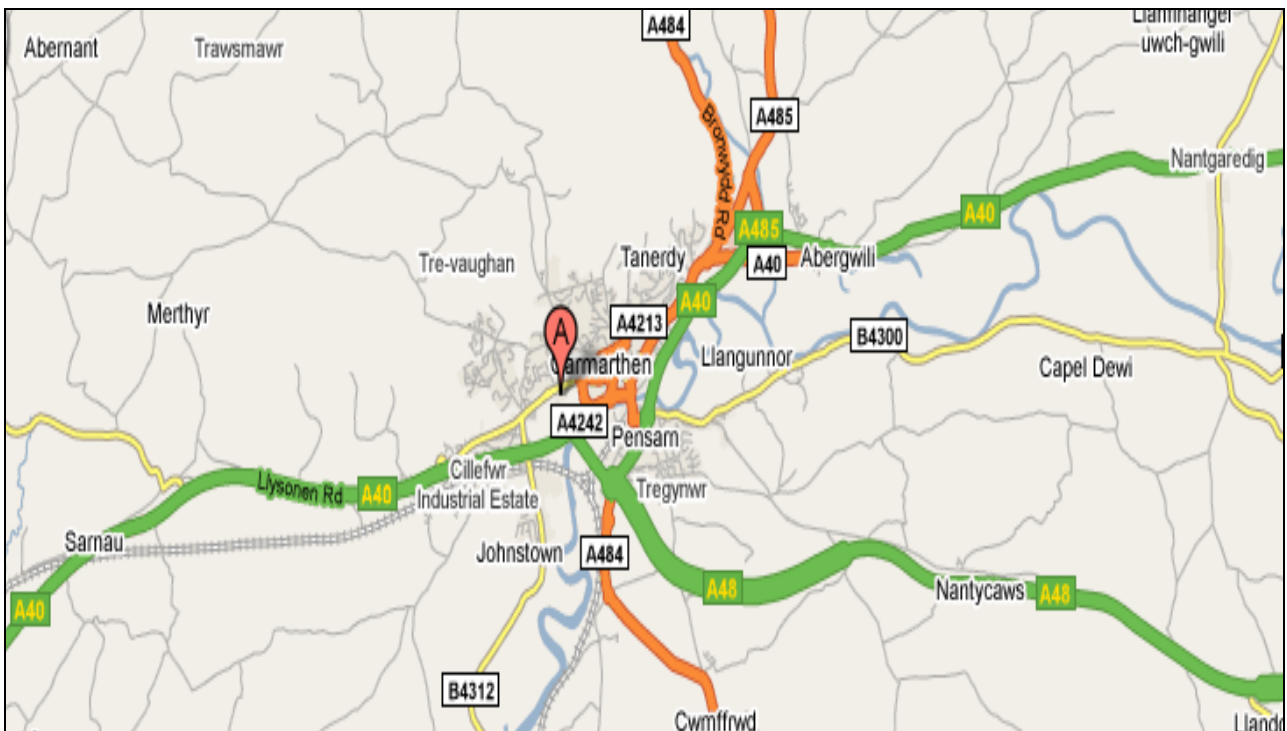 A484
Llanfihangel
uwch-gwili
Abernant
Trawsmawr
A485
Bronwydd Rd
Nantgaredig
A40
A485
Tanerdy
A40
Abergwili
Tre-vaughan
A40
Merthyr
A4213
A
B4300
Llangunnor
Carmarthen
Capel Dewi
A4242
Pensarn
Cillefwr
Industrial Estate
Tregynwr
Llysonen Rd
A40
Sarnau
Johnstown
A484
A48
Nantycaws
A48
A40
B4312
Cwmffrwd